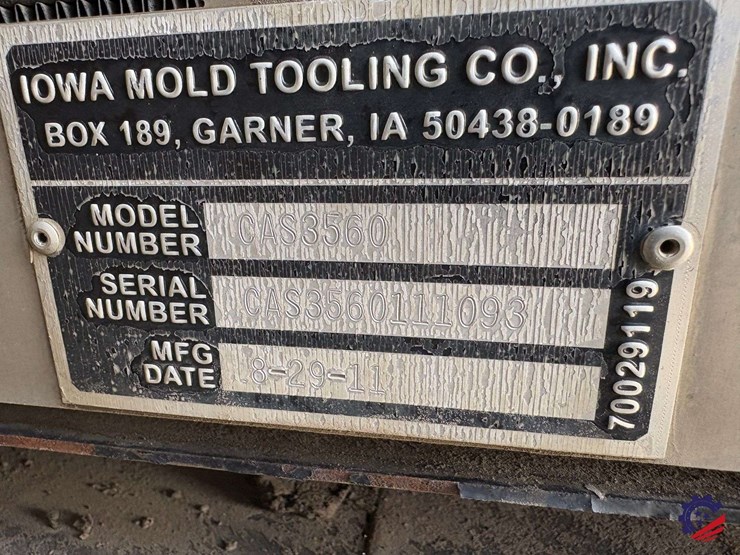 IOWA MOLD TOOLING CO., INC.
BOX 189, GARNER, IA 50438-0189
MODEL NUMBER CAS3560
SERIAL NUMBER CAS3560111093
MFG DATE 8-29-11
70029119